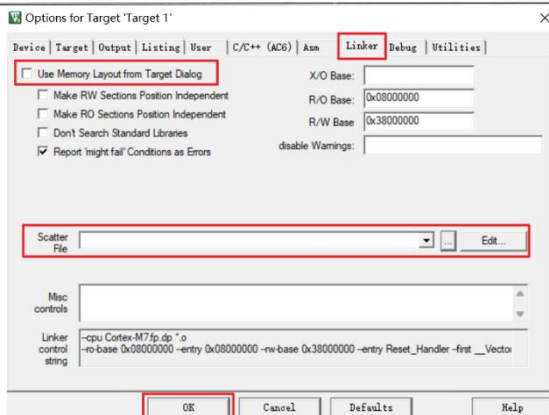 Options for Target 'Target 1'
Device | Target | Output | Listing | User | C/C++ (AC6) | Asm | Linker | Debug | Utilities |
Use Memory Layout from Target Dialog
Make RW Sections Position Independent
Make RO Sections Position Independent
Don't Search Standard Libraries
Report 'might fail' Conditions as Errors
X/O Base:
R/O Base: 0x08000000
R/W Base 0x38000000
disable Warnings:
Scatter File
... Edit...
Misc controls
Linker control string
--cpu Cortex-M7.fp.dp *.o
--ro-base 0x08000000 --entry 0x08000000 --rw-base 0x38000000 --entry Reset_Handler --first __Vector
OK Cancel Defaults Help